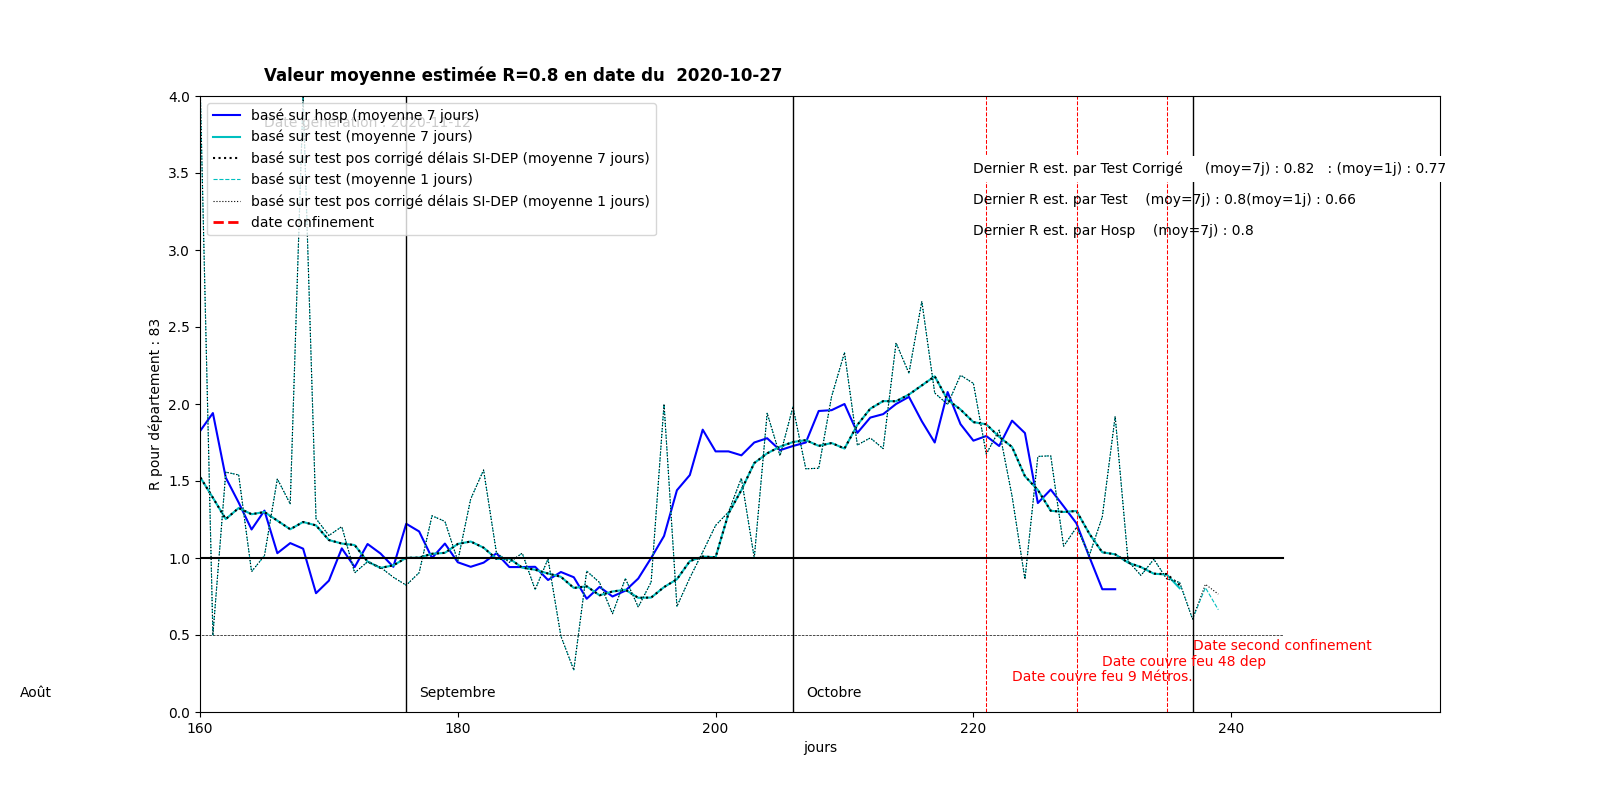 Valeur moyenne estimée R=0.8 en date du  2020-10-27
4.0
3.5
3.0
2.5
2.0
1.5
1.0
0.5
0.0
R pour département : 83
basé sur hosp (moyenne 7 jours)
Date génération : 2020-11-12
basé sur test (moyenne 7 jours)
basé sur test pos corrigé délais SI-DEP (moyenne 7 jours)
basé sur test (moyenne 1 jours)
basé sur test pos corrigé délais SI-DEP (moyenne 1 jours)
date confinement
Dernier R est. par Test Corrigé     (moy=7j) : 0.82   : (moy=1j) : 0.77
Dernier R est. par Test    (moy=7j) : 0.8(moy=1j) : 0.66
Dernier R est. par Hosp    (moy=7j) : 0.8
Date second confinement
Date couvre feu 48 dep
Date couvre feu 9 Métros.
Août
Septembre
Octobre
160
180
200
220
240
jours